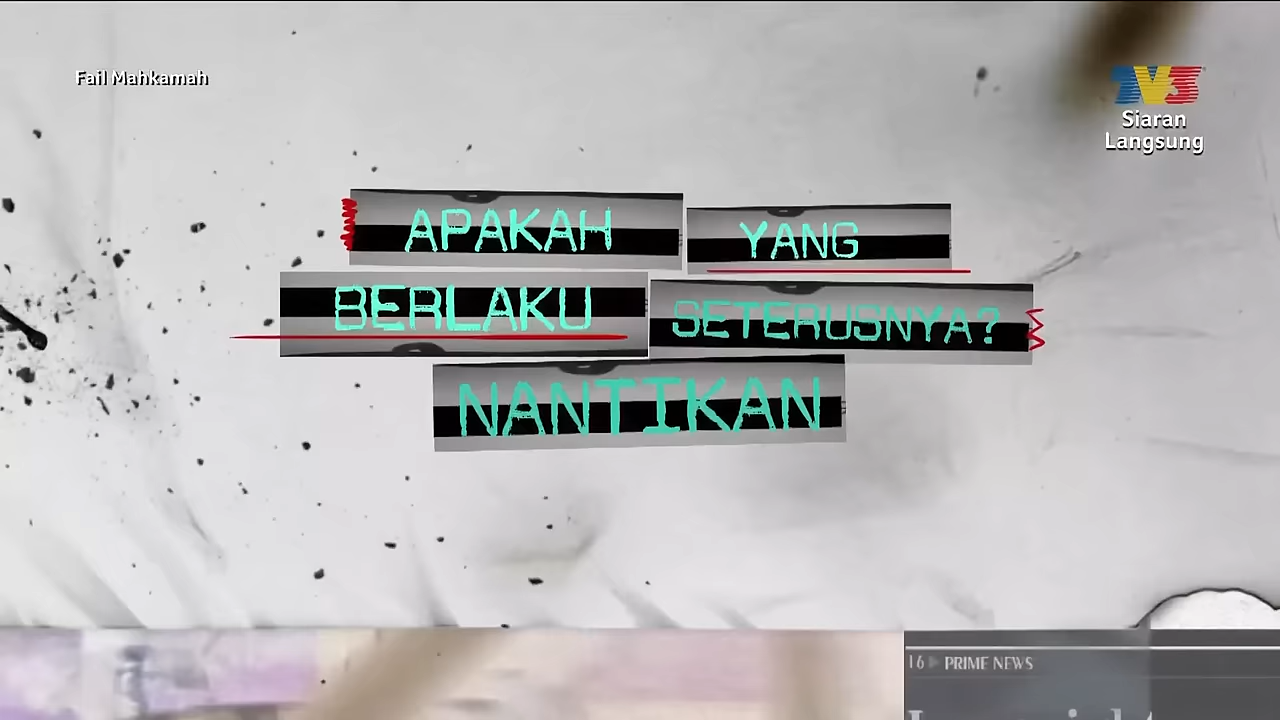 Fail Mahkamah
TV3
Siaran
Langsung
APAKAH YANG
BERLAKU SETERUSNYA?
NANTIKAN
16 PRIME NEWS